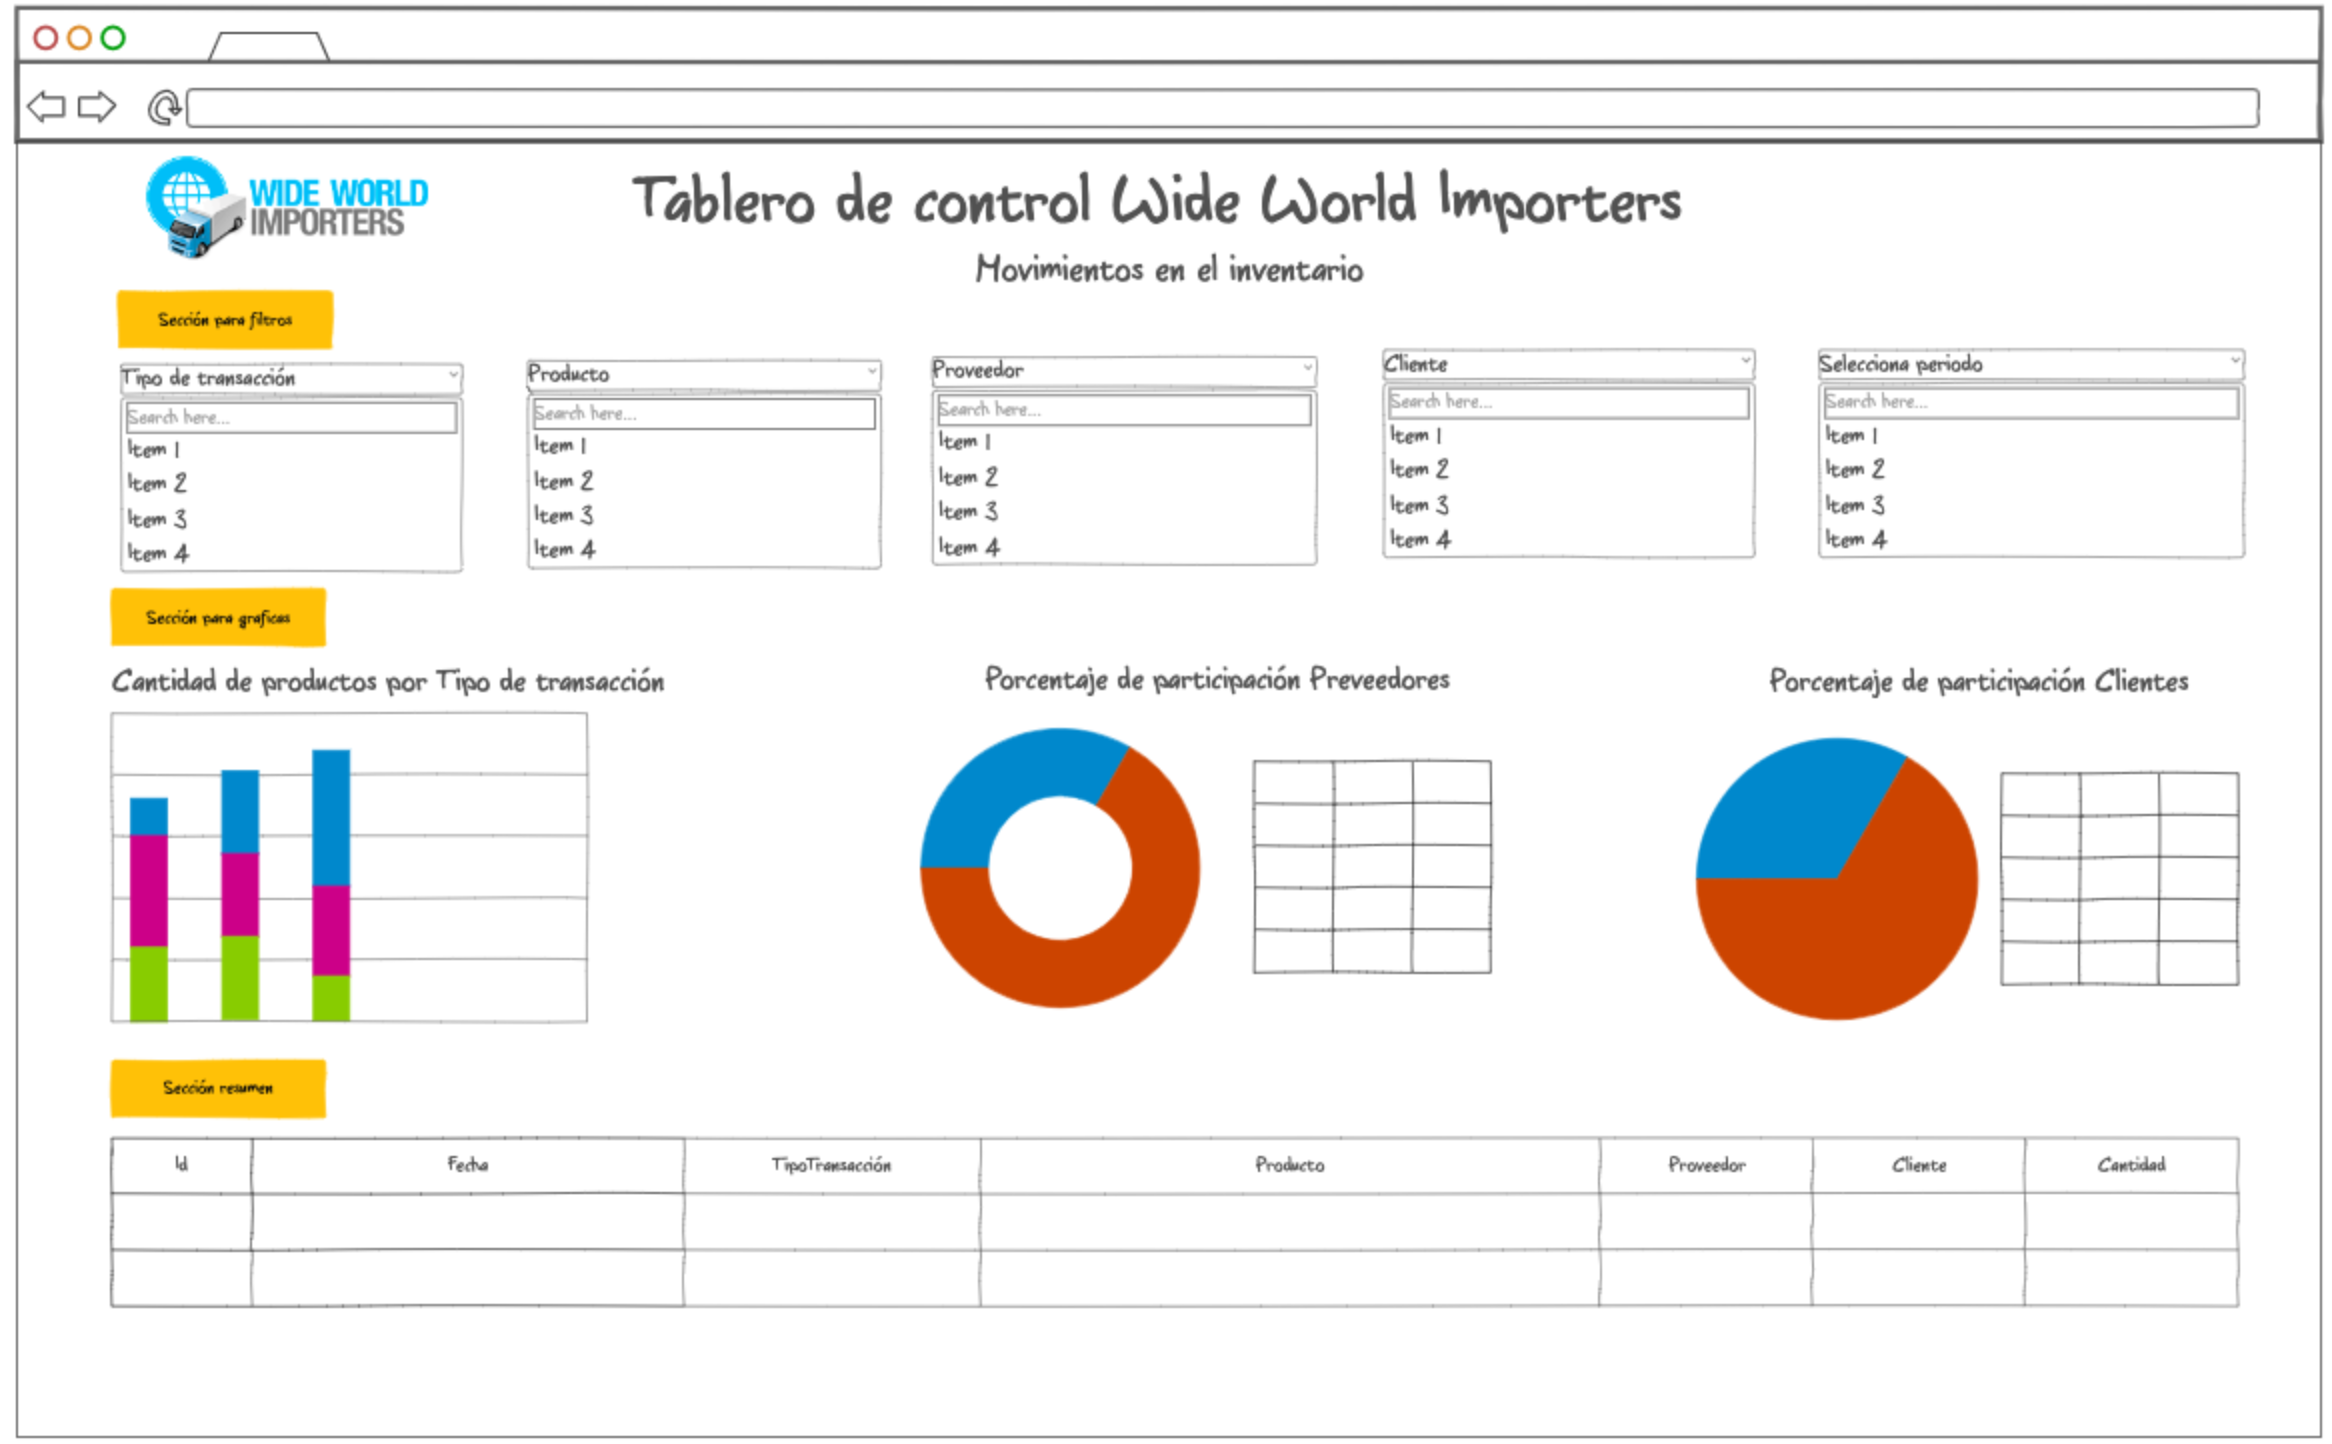 WIDE WORLD
IMPORTERS
Tablero de control Wide World Importers
Movimientos en el inventario
Sección para filtros
Tipo de transacción
Search here...
Item 1
Item 2
Item 3
Item 4
Producto
Search here...
Item 1
Item 2
Item 3
Item 4
Proveedor
Search here...
Item 1
Item 2
Item 3
Item 4
Cliente
Search here...
Item 1
Item 2
Item 3
Item 4
Selecciona periodo
Search here...
Item 1
Item 2
Item 3
Item 4
Sección para graficas
Cantidad de productos por Tipo de transacción
Porcentaje de participación Preveedores
Porcentaje de participación Clientes
Sección resumen
Id
Fecha
TipoTransacción
Producto
Proveedor
Cliente
Cantidad